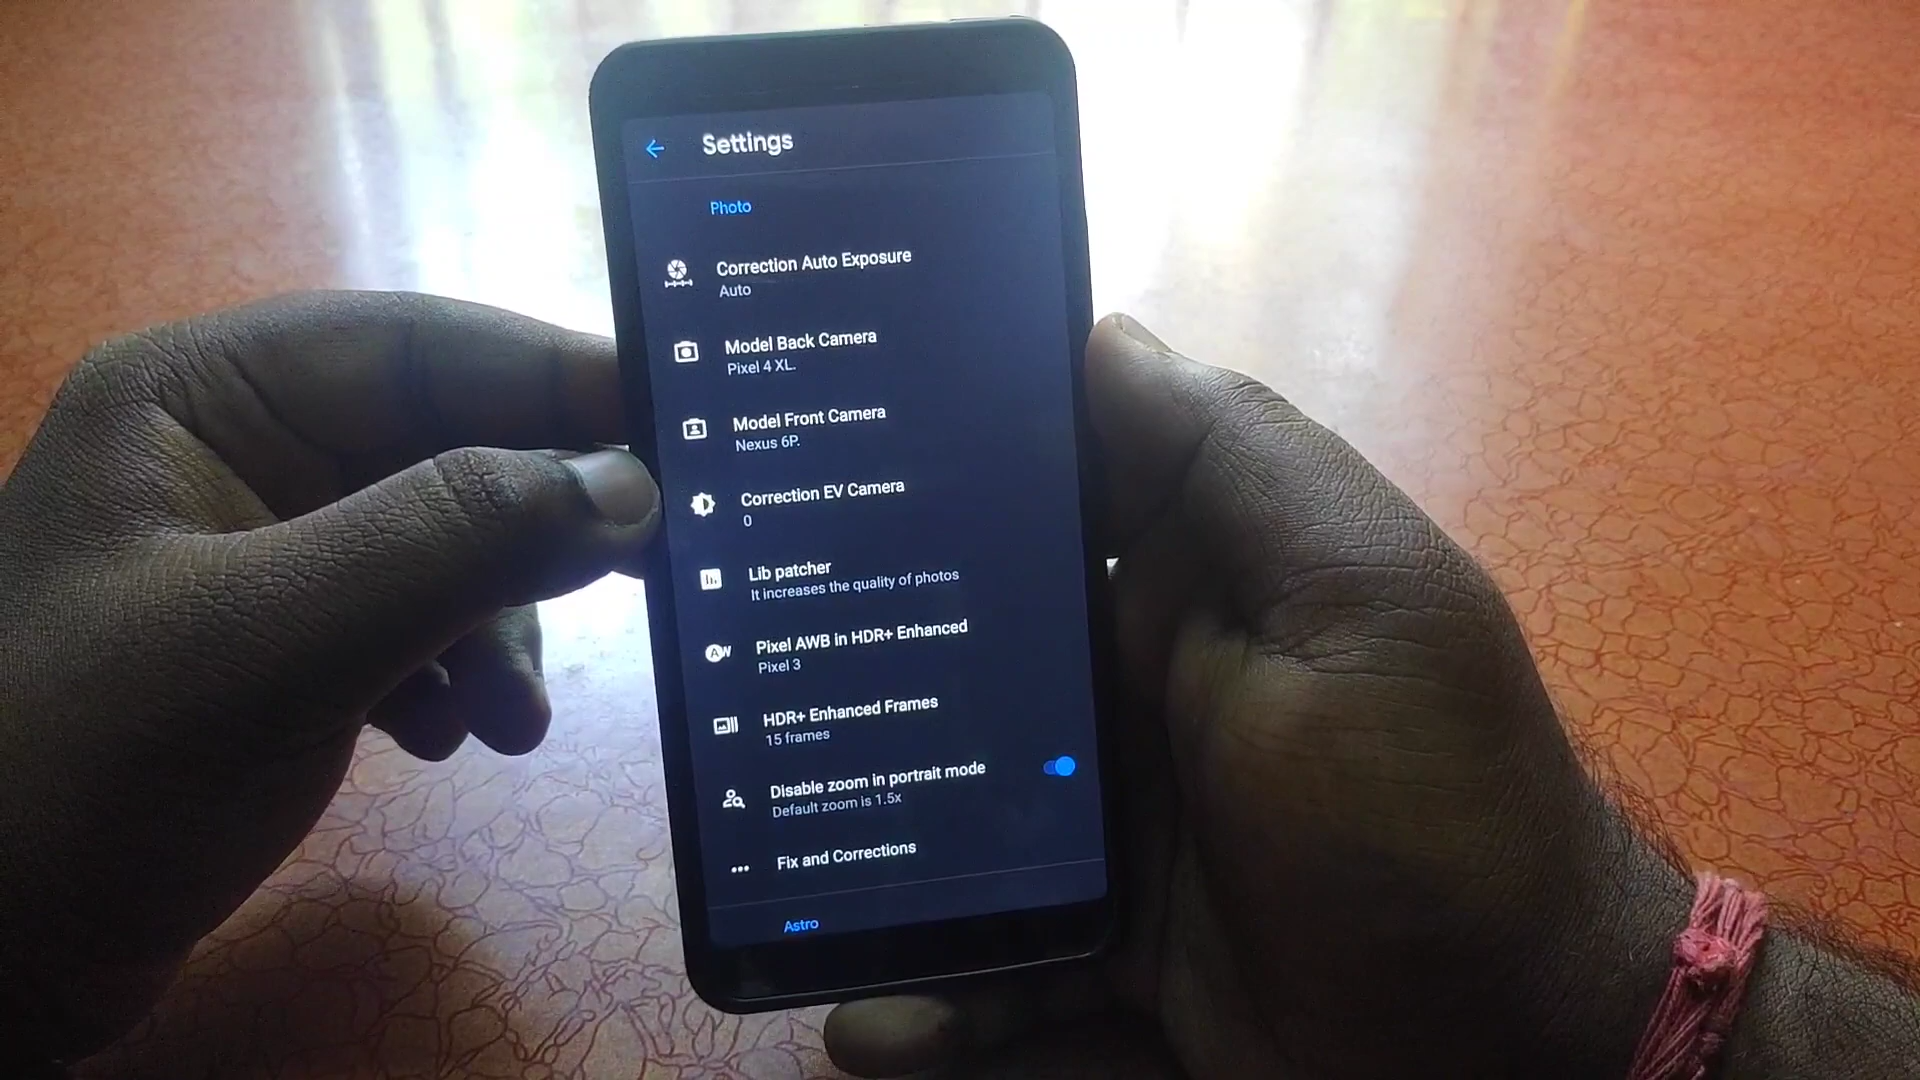 Settings
Photo
Correction Auto Exposure
Auto
Model Back Camera
Pixel 4 XL.
Model Front Camera
Nexus 6P.
Correction EV Camera
0
Lib patcher
It increases the quality of photos
AW
Pixel AWB in HDR+ Enhanced
Pixel 3
HDR+ Enhanced Frames
15 frames
Disable zoom in portrait mode
Default zoom is 1.5x
Fix and Corrections
Astro